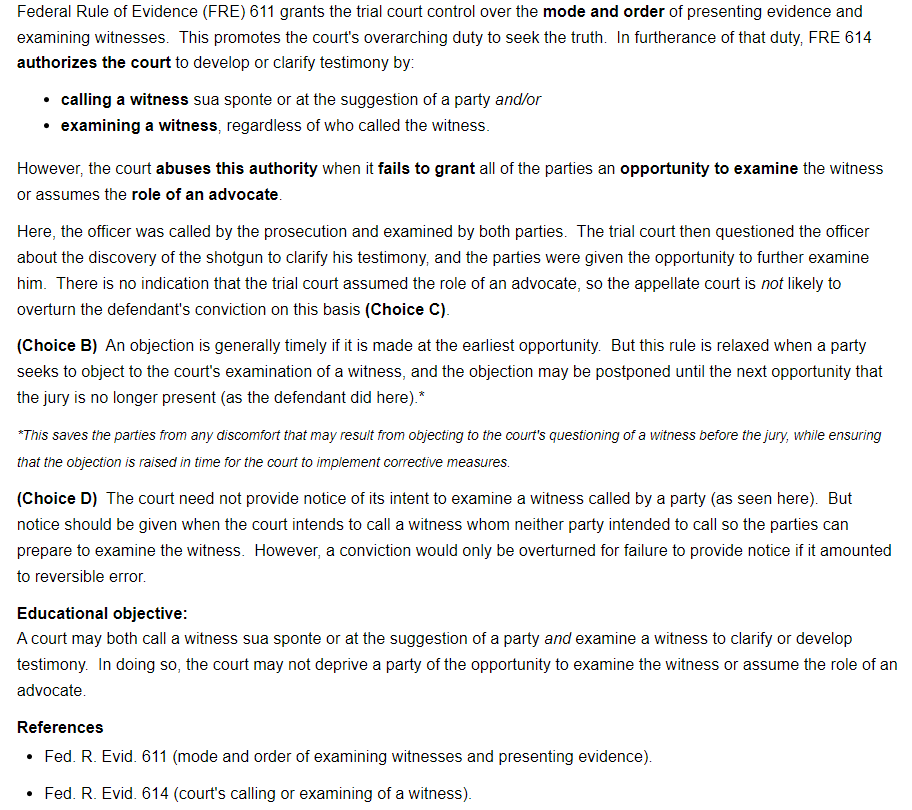 Federal Rule of Evidence (FRE) 611 grants the trial court control over the mode and order of presenting evidence and
examining witnesses. This promotes the court's overarching duty to seek the truth. In furtherance of that duty, FRE 614
authorizes the court to develop or clarify testimony by:
• calling a witness sua sponte or at the suggestion of a party and/or
• examining a witness, regardless of who called the witness.
However, the court abuses this authority when it fails to grant all of the parties an opportunity to examine the witness
or assumes the role of an advocate.
Here, the officer was called by the prosecution and examined by both parties. The trial court then questioned the officer
about the discovery of the shotgun to clarify his testimony, and the parties were given the opportunity to further examine
him. There is no indication that the trial court assumed the role of an advocate, so the appellate court is not likely to
overturn the defendant's conviction on this basis (Choice C).
(Choice B) An objection is generally timely if it is made at the earliest opportunity. But this rule is relaxed when a party
seeks to object to the court's examination of a witness, and the objection may be postponed until the next opportunity that
the jury is no longer present (as the defendant did here).*
*This saves the parties from any discomfort that may result from objecting to the court's questioning of a witness before the jury, while ensuring
that the objection is raised in time for the court to implement corrective measures.
(Choice D) The court need not provide notice of its intent to examine a witness called by a party (as seen here). But
notice should be given when the court intends to call a witness whom neither party intended to call so the parties can
prepare to examine the witness. However, a conviction would only be overturned for failure to provide notice if it amounted
to reversible error.
Educational objective:
A court may both call a witness sua sponte or at the suggestion of a party and examine a witness to clarify or develop
testimony. In doing so, the court may not deprive a party of the opportunity to examine the witness or assume the role of an
advocate.
References
• Fed. R. Evid. 611 (mode and order of examining witnesses and presenting evidence).
• Fed. R. Evid. 614 (court's calling or examining of a witness).